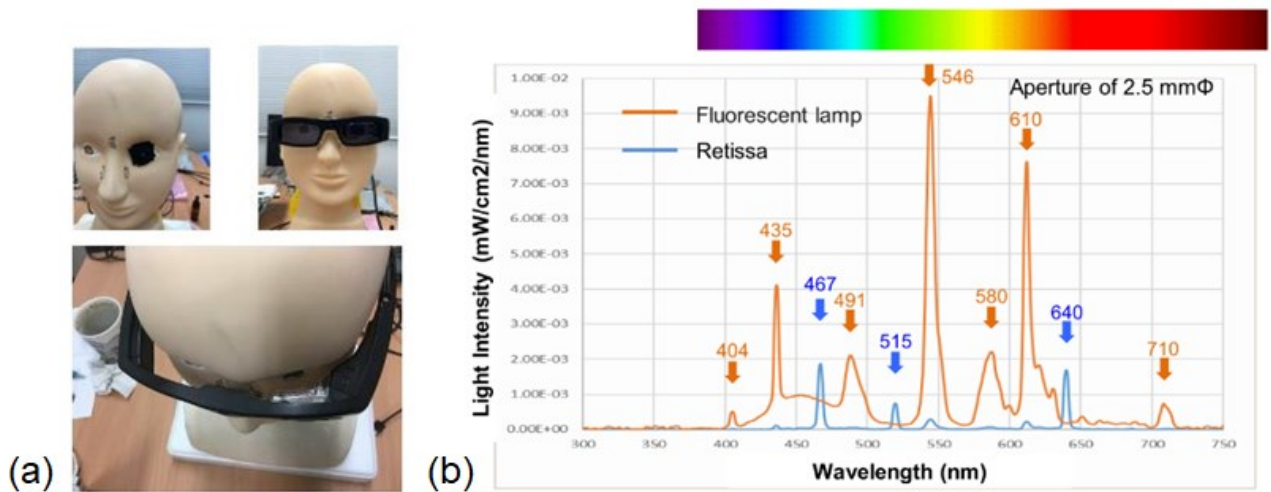 (a)
(b)
Aperture of 2.5 mmΦ
Fluorescent lamp
Retissa
Light Intensity (mW/cm2/nm)
1.00E-02
9.00E-03
8.00E-03
7.00E-03
6.00E-03
5.00E-03
4.00E-03
3.00E-03
2.00E-03
1.00E-03
0.00E+00
404
435
467
491
515
546
580
610
640
710
300 350 400 450 500 550 600 650 700 750
Wavelength (nm)